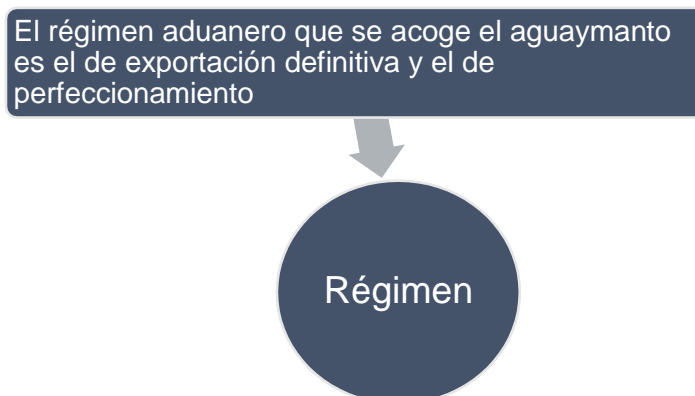 El régimen aduanero que se acoge el aguaymanto
es el de exportación definitiva y el de
perfeccionamiento
Régimen